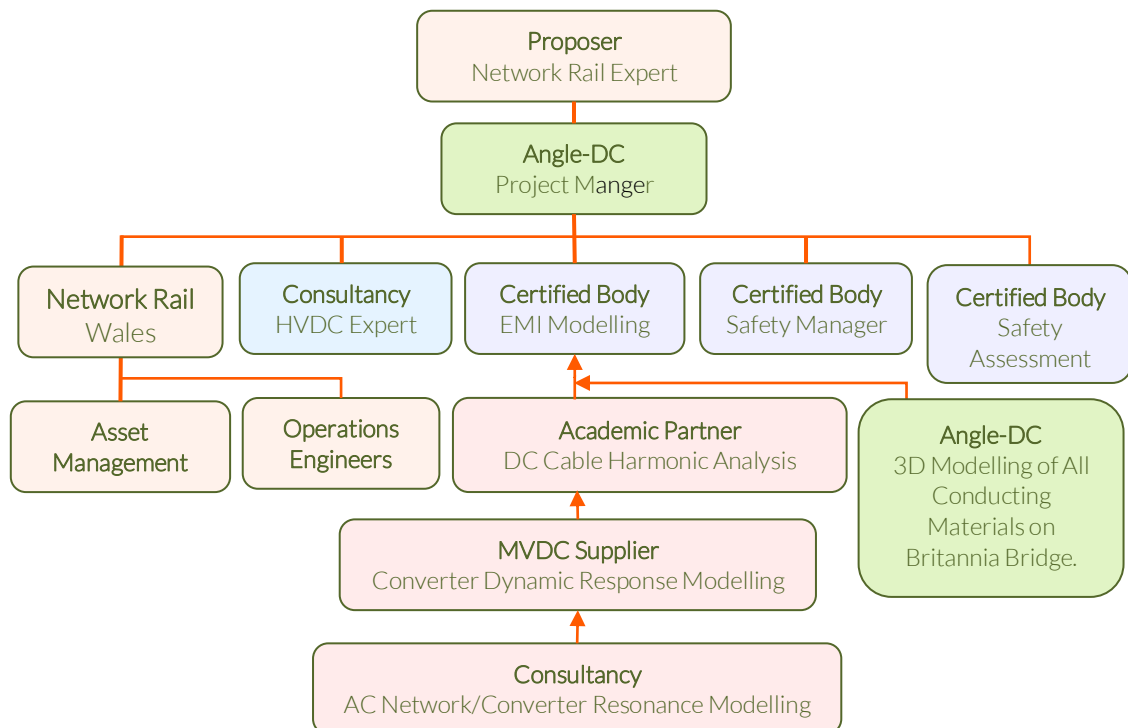 Proposer
Network Rail Expert
Angle-DC
Project Manger
Network Rail
Wales
Consultancy
HVDC Expert
Certified Body
EMI Modelling
Certified Body
Safety Manager
Certified Body
Safety
Assessment
Asset
Management
Operations
Engineers
Academic Partner
DC Cable Harmonic Analysis
Angle-DC
3D Modelling of All
Conducting
Materials on
Britannia Bridge.
MVDC Supplier
Converter Dynamic Response Modelling
Consultancy
AC Network/Converter Resonance Modelling